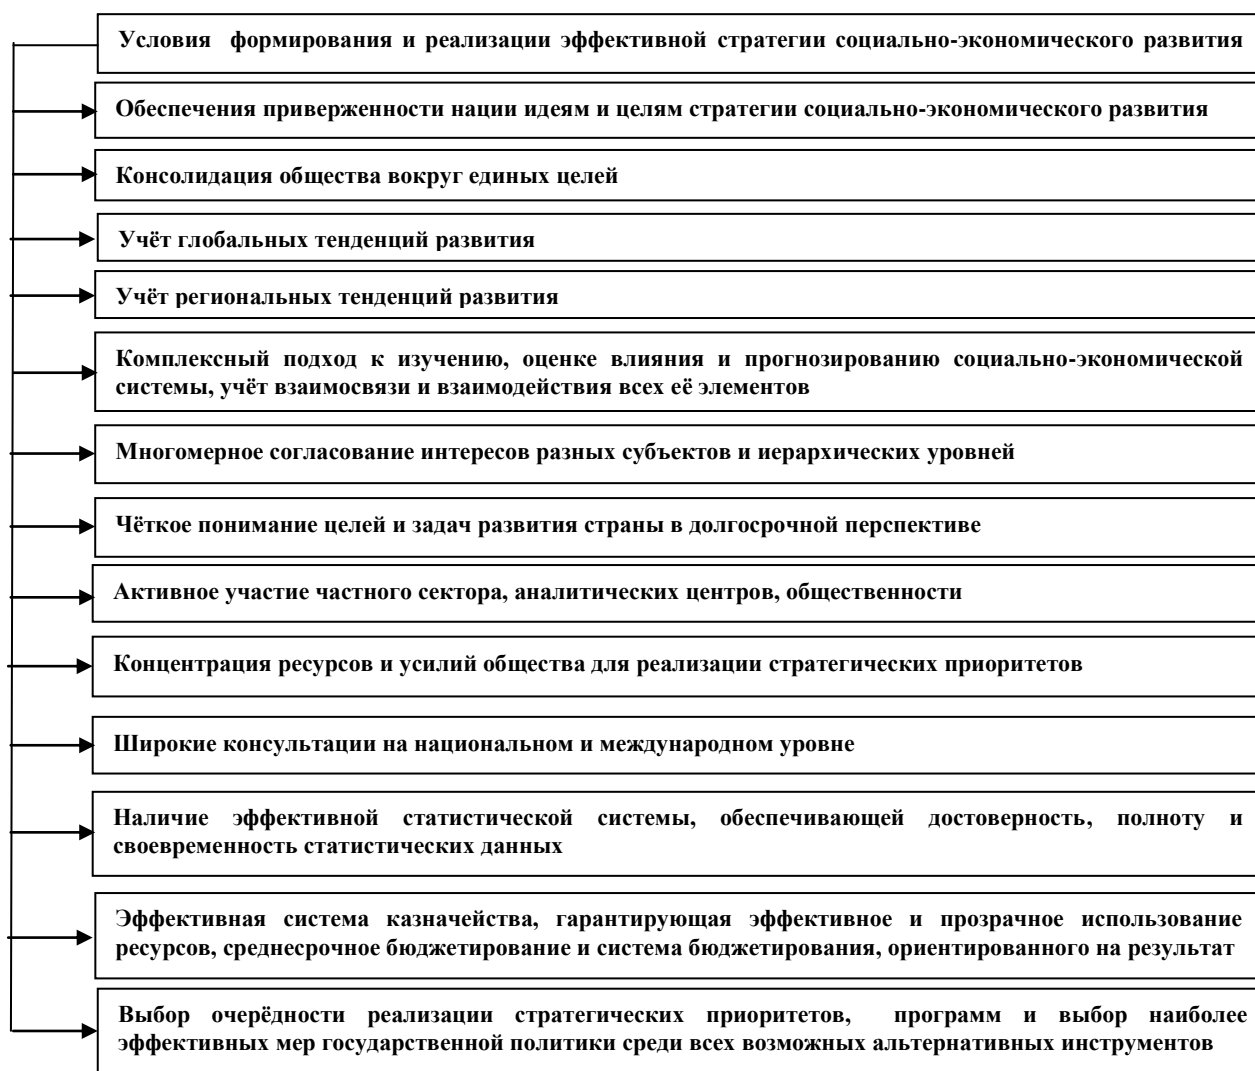 Условия формирования и реализации эффективной стратегии социально-экономического развития
Обеспечения приверженности нации идеям и целям стратегии социально-экономического развития
Консолидация общества вокруг единых целей
Учёт глобальных тенденций развития
Учёт региональных тенденций развития
Комплексный подход к изучению, оценке влияния и прогнозированию социально-экономической
системы, учёт взаимосвязи и взаимодействия всех её элементов
Многомерное согласование интересов разных субъектов и иерархических уровней
Чёткое понимание целей и задач развития страны в долгосрочной перспективе
Активное участие частного сектора, аналитических центров, общественности
Концентрация ресурсов и усилий общества для реализации стратегических приоритетов
Широкие консультации на национальном и международном уровне
Наличие эффективной статистической системы, обеспечивающей достоверность, полноту и
своевременность статистических данных
Эффективная система казначейства, гарантирующая эффективное и прозрачное использование
ресурсов, среднесрочное бюджетирование и система бюджетирования, ориентированного на результат
Выбор очерёдности реализации стратегических приоритетов, программ и выбор наиболее
эффективных мер государственной политики среди всех возможных альтернативных инструментов